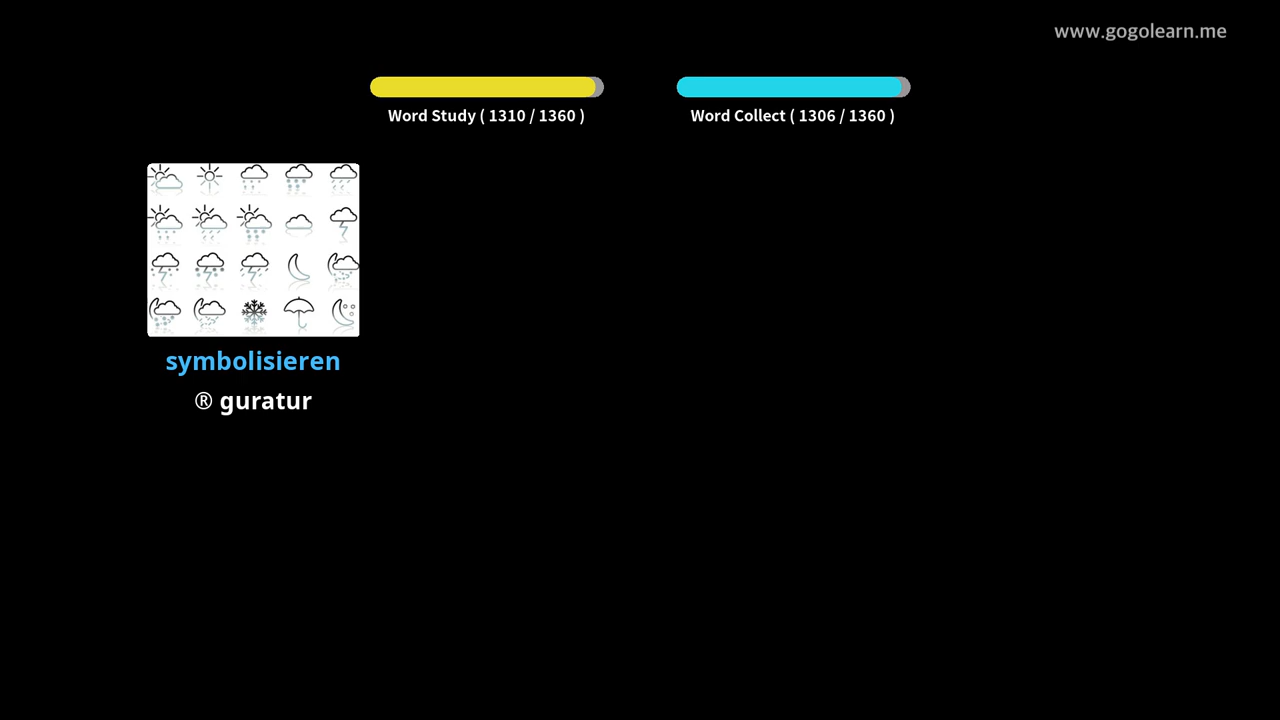 www.gogolearn.me
Word Study ( 1310 / 1360 )
Word Collect ( 1306 / 1360 )
symbolisieren
® guratur